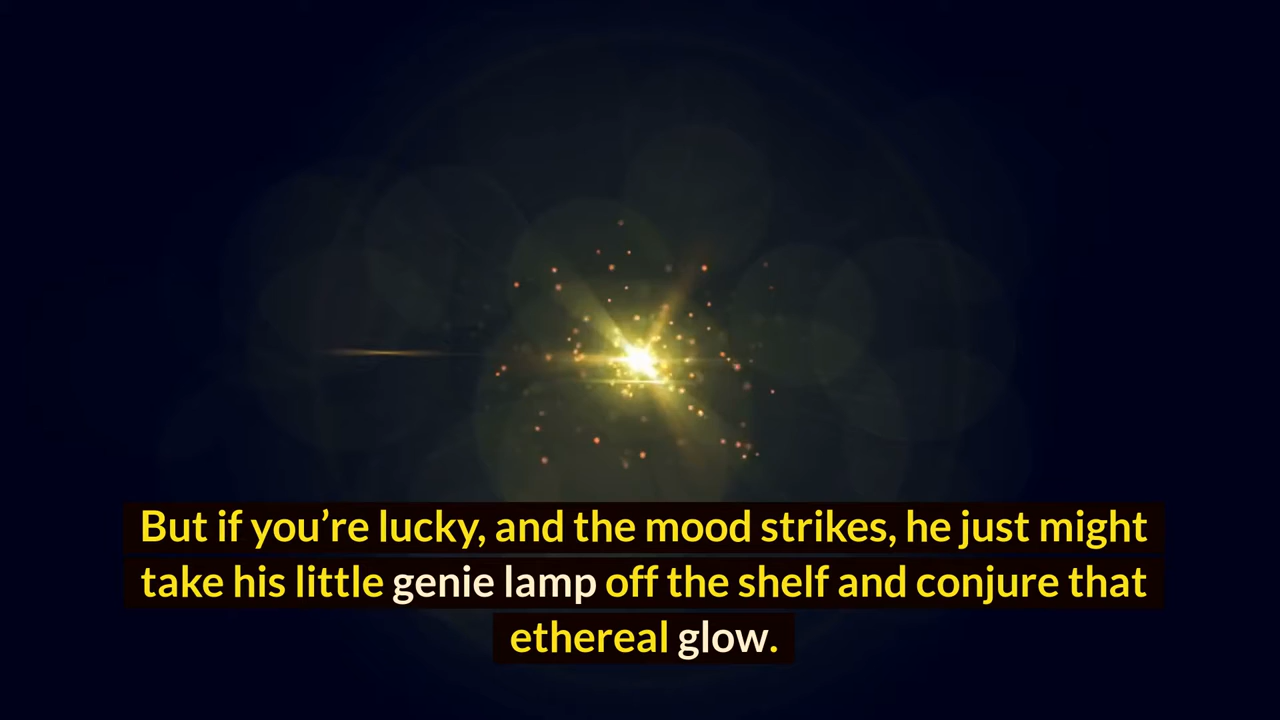 But if you’re lucky, and the mood strikes, he just might
take his little genie lamp off the shelf and conjure that
ethereal glow.